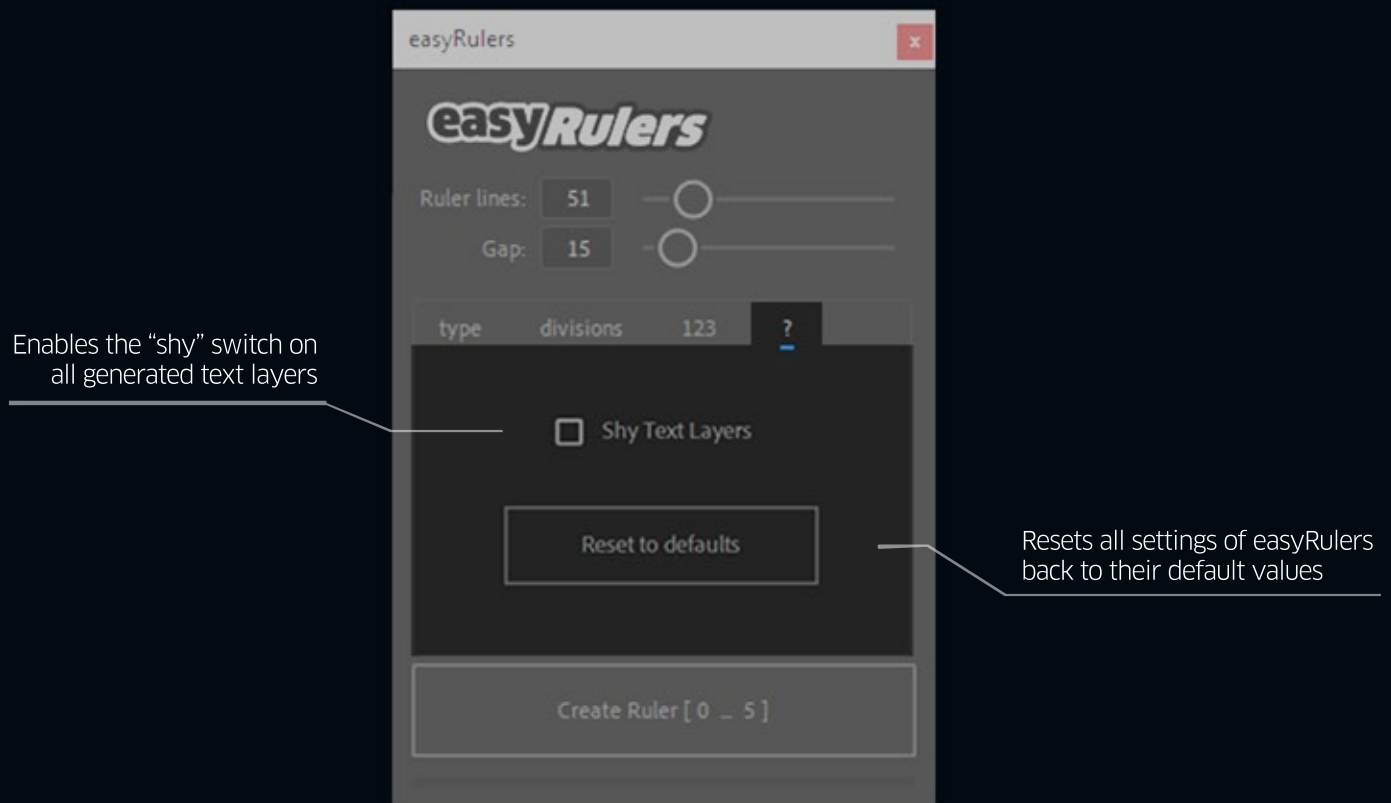 easyRulers
x
easyRulers
Ruler lines: 51
Gap: 15
type divisions 123 ?
Enables the “shy” switch on
all generated text layers
Shy Text Layers
Reset to defaults
Resets all settings of easyRulers
back to their default values
Create Ruler [ 0 _ 5 ]